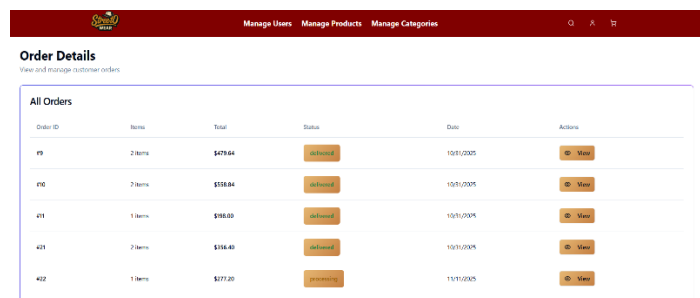 StreetO
WEAR
Manage Users Manage Products Manage Categories
Order Details
View and manage customer orders
All Orders
Order ID Items Total Status Date Actions
#9 2 items $479.64 delivered 10/31/2025 View
#10 2 items $558.84 delivered 10/31/2025 View
#11 1 items $198.00 delivered 10/31/2025 View
#21 2 items $356.40 delivered 10/31/2025 View
#22 1 items $277.20 processing 11/11/2025 View